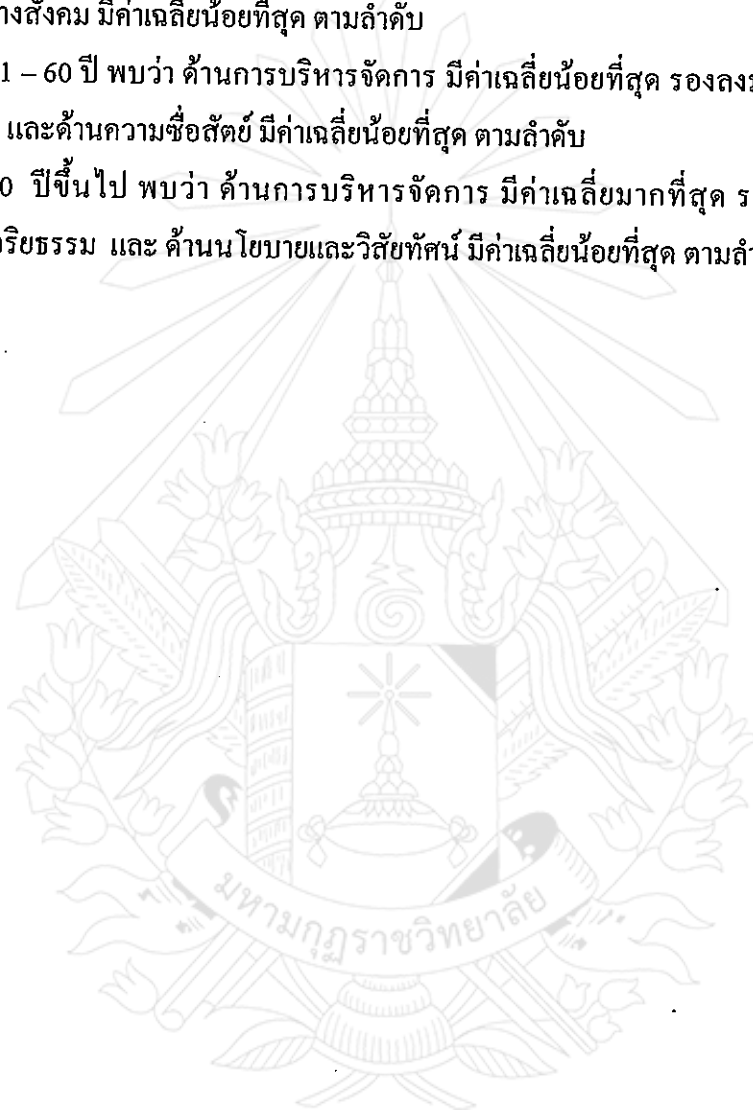 างสังคม มีค่าเฉลี่ยน้อยที่สุด ตามลำดับ
1 – 60 ปี พบว่า ด้านการบริหารจัดการ มีค่าเฉลี่ยน้อยที่สุด รองลง
และด้านความซื่อสัตย์ มีค่าเฉลี่ยน้อยที่สุด ตามลำดับ
0 ปีขึ้นไป พบว่า ด้านการบริหารจัดการ มีค่าเฉลี่ยมากที่สุด ร
ริยธรรม และ ด้านนโยบายและวิสัยทัศน์ มีค่าเฉลี่ยน้อยที่สุด ตามลำ
มหามกุฏราชวิทยาลัย